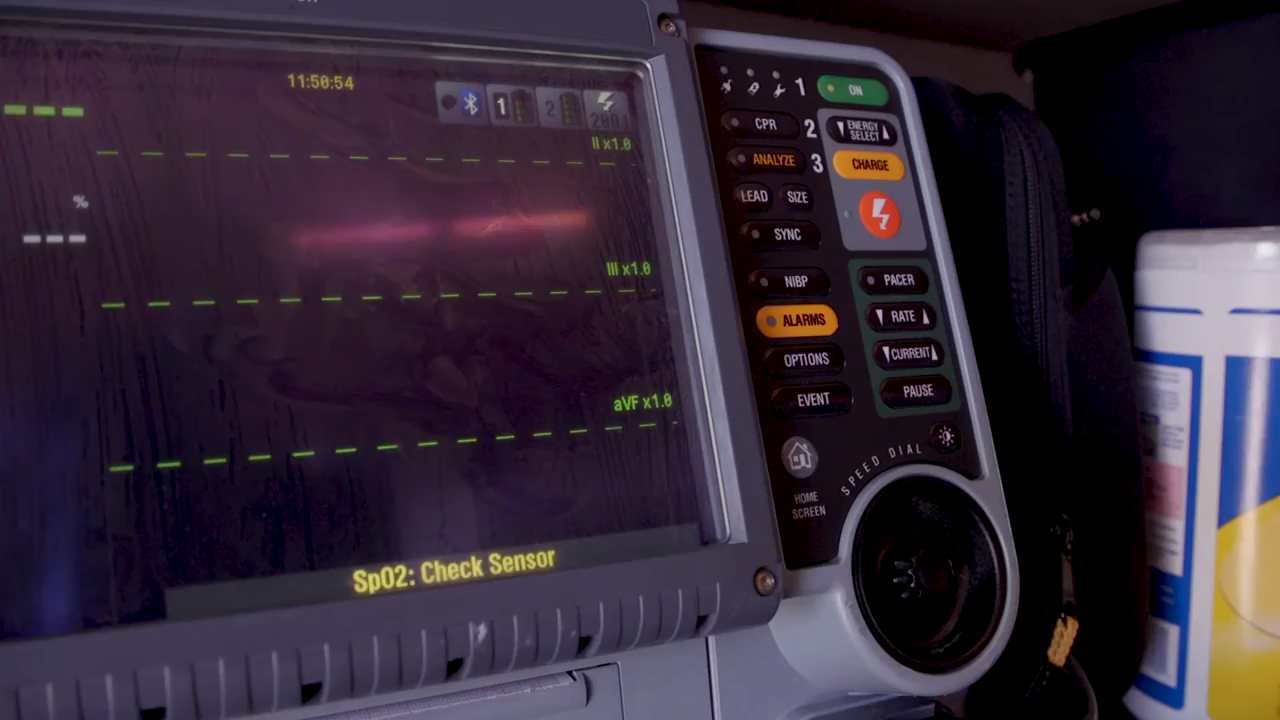 11:50:54
1
2
200J
II x1.0
%
III x1.0
aVF x1.0
SpO2: Check Sensor
1
ON
CPR
2
ENERGY
SELECT
ANALYZE
3
CHARGE
LEAD
SIZE
SYNC
NIBP
PACER
ALARMS
RATE
OPTIONS
CURRENT
EVENT
PAUSE
SPEED DIAL
HOME
SCREEN